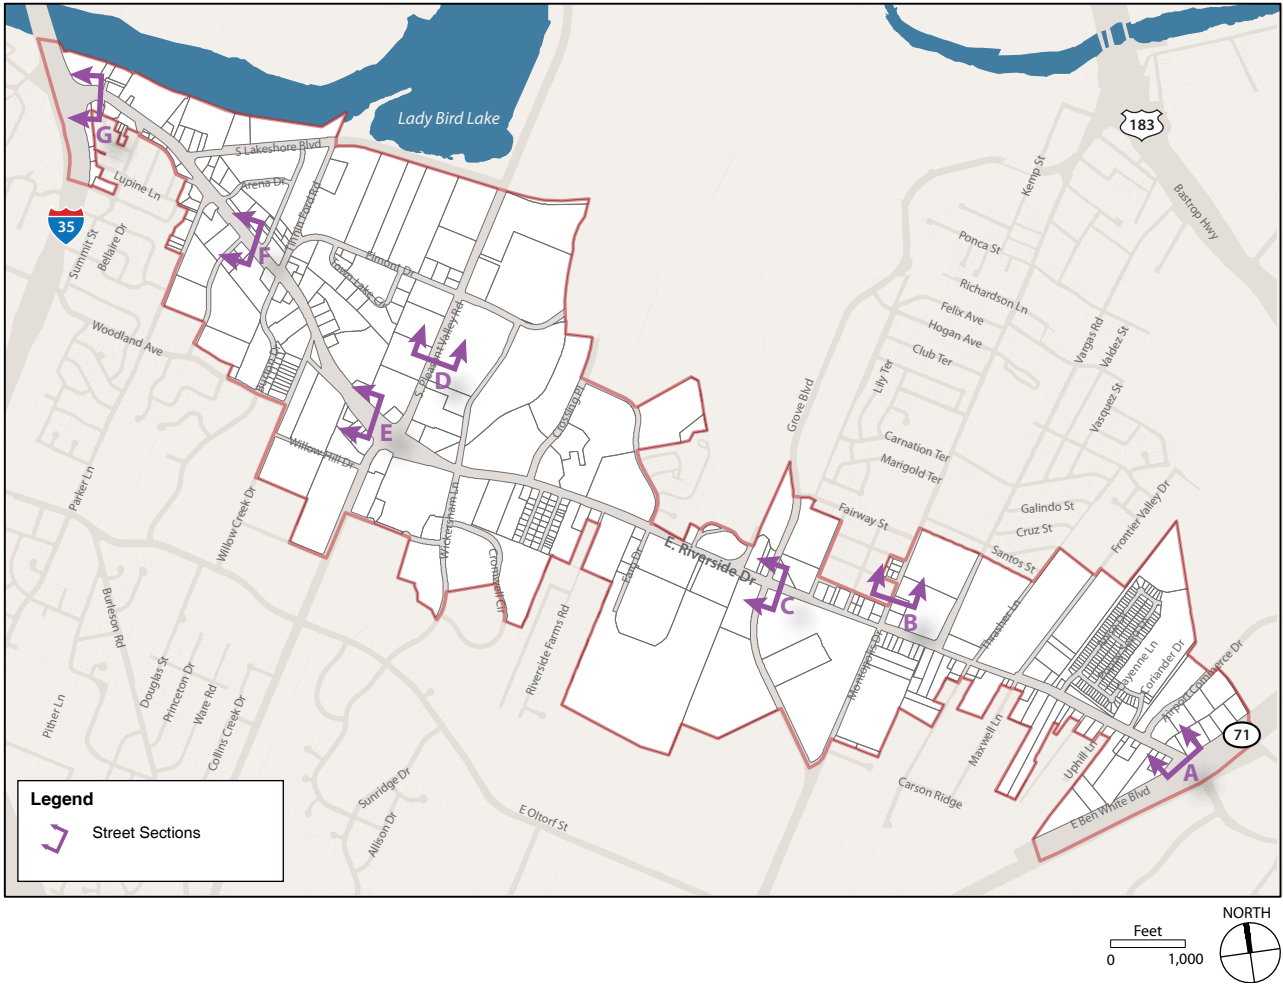 Lady Bird Lake
183
G
S Lakeshore Blvd
Kemp St
Lupine Ln
Arena Dr
Bastrop Hwy
35
Summit St
Bellaire Dr
F
Ponca St
Elmont Dr
Town Lake Cir
Richardson Ln
Felix Ave
Hogan Ave
Vargas Rd
Valdez St
Woodland Ave
S Pleasant Valley Rd
Club Ter
Lily Ter
D
Grove Blvd
Vasquez St
Crossing Pl
E
Willow Hill Dr
Carnation Ter
Marigold Ter
Parker Ln
Willow Creek Dr
Wickersham Ln
Fairway St
Galindo St
Cruz St
Frontier Valley Dr
E. Riverside Dr
Santos St
Faro Dr
Cromwell Cir
C
B
Burleson Rd
Riverside Farms Rd
Thrasher Ln
Montopolis Dr
Douglas St
Princeton Dr
Ware Rd
Collins Creek Dr
Pither Ln
Cayenne Ln
Coriander Dr
Airport Commerce Dr
71
Maxwell Ln
Uphill Ln
A
Carson Ridge
E Ben White Blvd
Sunridge Dr
Allison Dr
E Oltorf St
Legend
Street Sections
NORTH
Feet
0 1,000